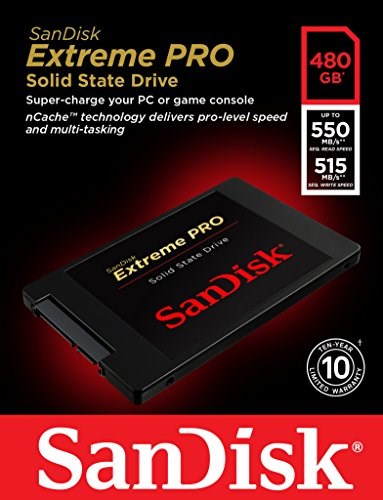 SanDisk
Extreme PRO
Solid State Drive
Super-charge your PC or game console
nCache™ technology delivers pro-level speed
and multi-tasking
480
GB*
UP TO
550
MB/s**
SEQ. READ SPEED
515
MB/s**
SEQ. WRITE SPEED
SanDisk
Extreme PRO
Solid State Drive
SanDisk
TEN-YEAR
10
LIMITED WARRANTY
†
SanDisk®